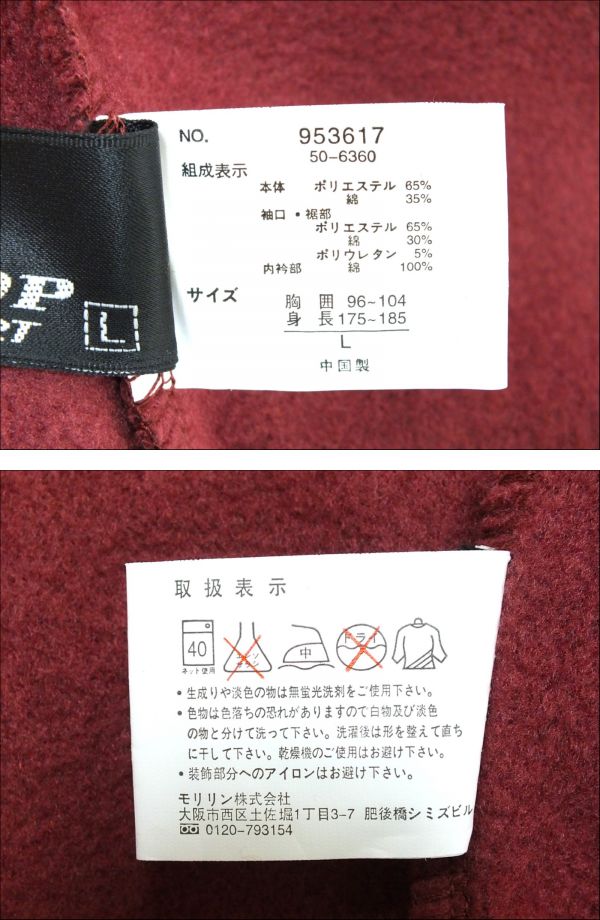 NO. 953617
50-6360
組成表示
本体 ポリエステル 65%
綿 35%
袖口・裾部
ポリエステル 65%
綿 30%
ポリウレタン 5%
内衿部 綿 100%
サイズ
胸囲 96~104
身長 175~185
L
中国製
OP
RT L
取扱表示
40
ネット使用
エンソ
サラシ
中
ドライ
・生成りや淡色の物は無蛍光洗剤をご使用下さい。
・色物は色落ちの恐れがありますので白物及び淡色
の物と分けて洗って下さい。洗濯後は形を整えて直ち
に干して下さい。乾燥機のご使用はお避け下さい。
・装飾部分へのアイロンはお避け下さい。
モリリン株式会社
大阪市西区土佐堀1丁目3-7 肥後橋シミズビル
0120-793154